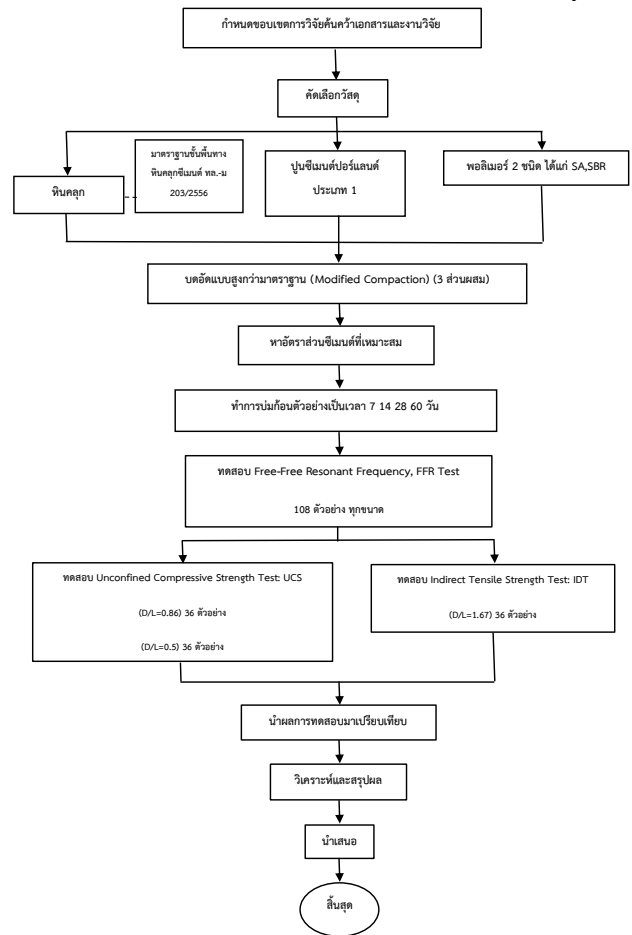 กำหนดขอบเขตการวิจัยค้นคว้าเอกสารและงานวิจัย
คัดเลือกวัสดุ
หินคลุก
มาตราฐานชั้นพื้นทาง
หินคลุกซีเมนต์ ทล.-ม
203/2556
ปูนซีเมนต์ปอร์แลนด์
ประเภท 1
พอลิเมอร์ 2 ชนิด ได้แก่ SA,SBR
บดอัดแบบสูงกว่ามาตราฐาน (Modified Compaction) (3 ส่วนผสม)
หาอัตราส่วนซีเมนต์ที่เหมาะสม
ทำการบ่มก้อนตัวอย่างเป็นเวลา 7 14 28 60 วัน
ทดสอบ Free-Free Resonant Frequency, FFR Test
108 ตัวอย่าง ทุกขนาด
ทดสอบ Unconfined Compressive Strength Test: UCS
(D/L=0.86) 36 ตัวอย่าง
(D/L=0.5) 36 ตัวอย่าง
ทดสอบ Indirect Tensile Strength Test: IDT
(D/L=1.67) 36 ตัวอย่าง
นำผลการทดสอบมาเปรียบเทียบ
วิเคราะห์และสรุปผล
นำเสนอ
สิ้นสุด